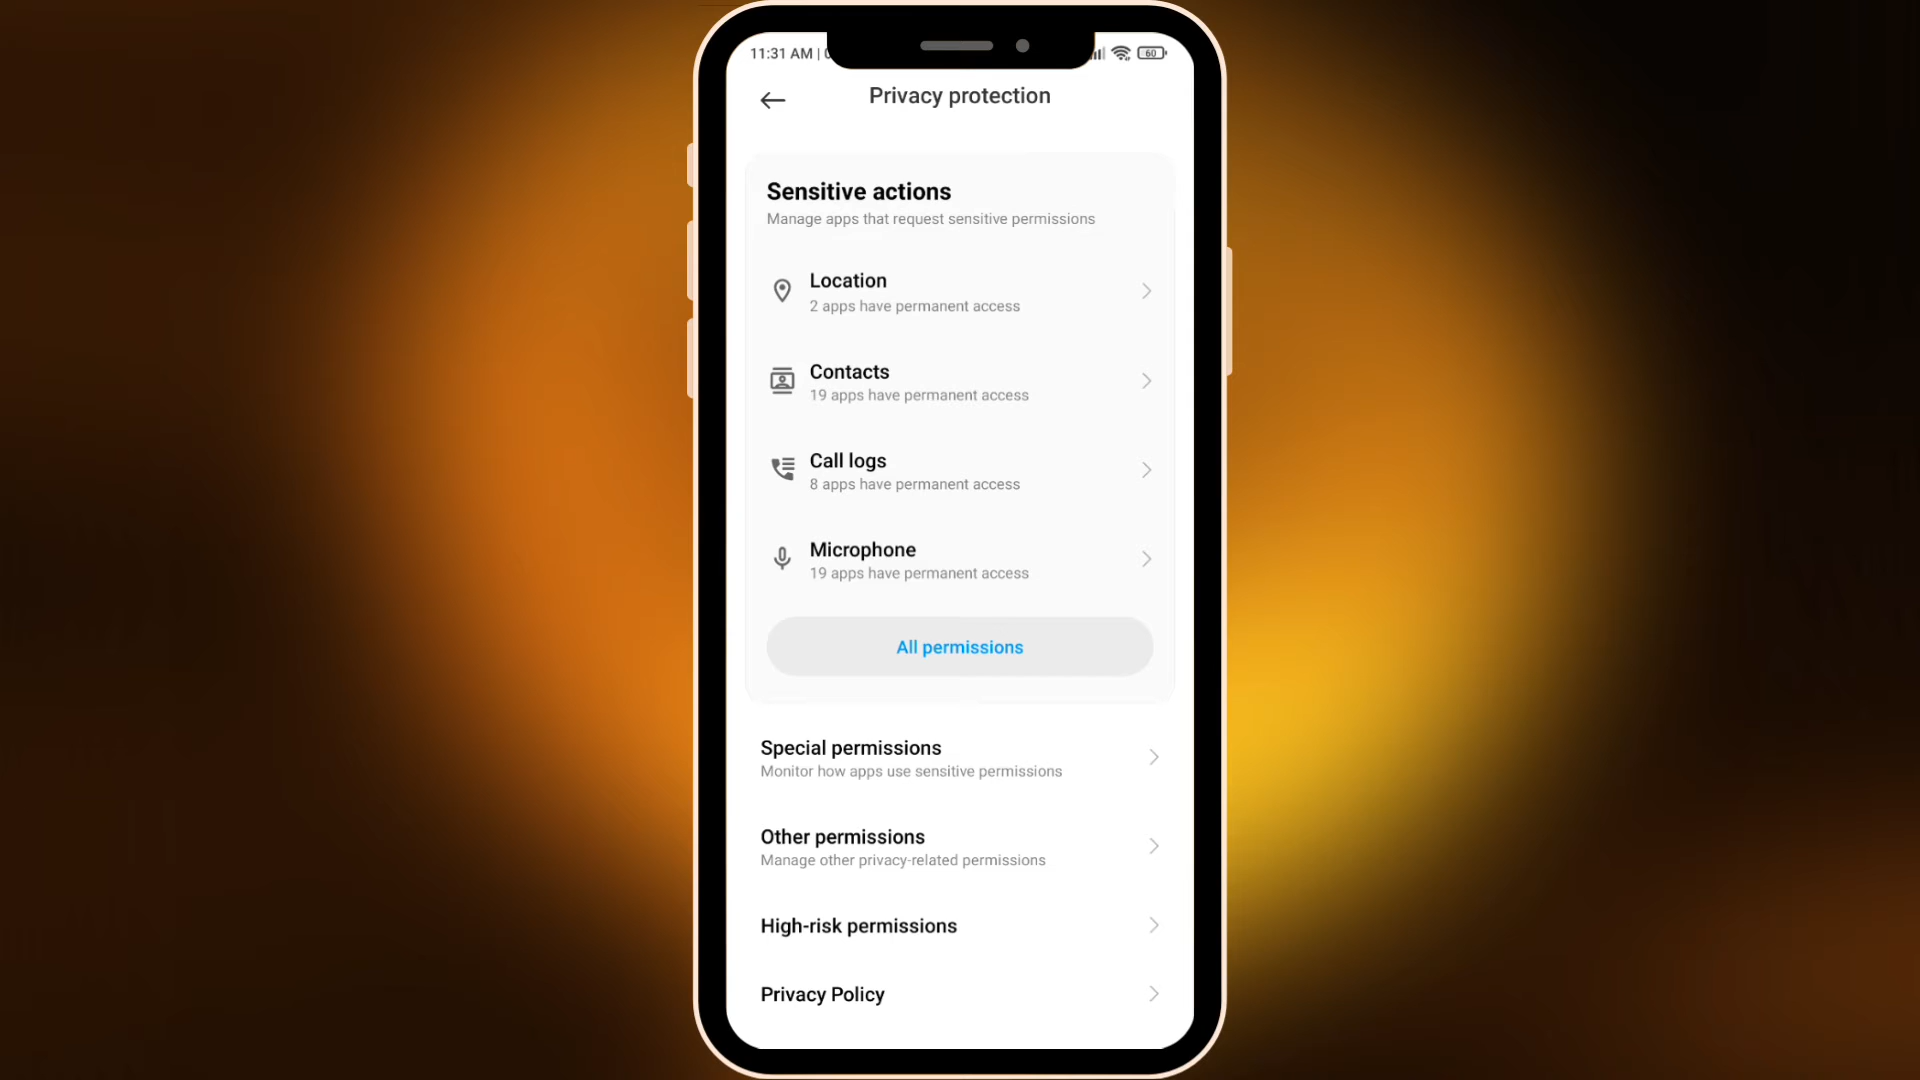 11:31 AM |
60
Privacy protection
Sensitive actions
Manage apps that request sensitive permissions
Location
2 apps have permanent access
Contacts
19 apps have permanent access
Call logs
8 apps have permanent access
Microphone
19 apps have permanent access
All permissions
Special permissions
Monitor how apps use sensitive permissions
Other permissions
Manage other privacy-related permissions
High-risk permissions
Privacy Policy